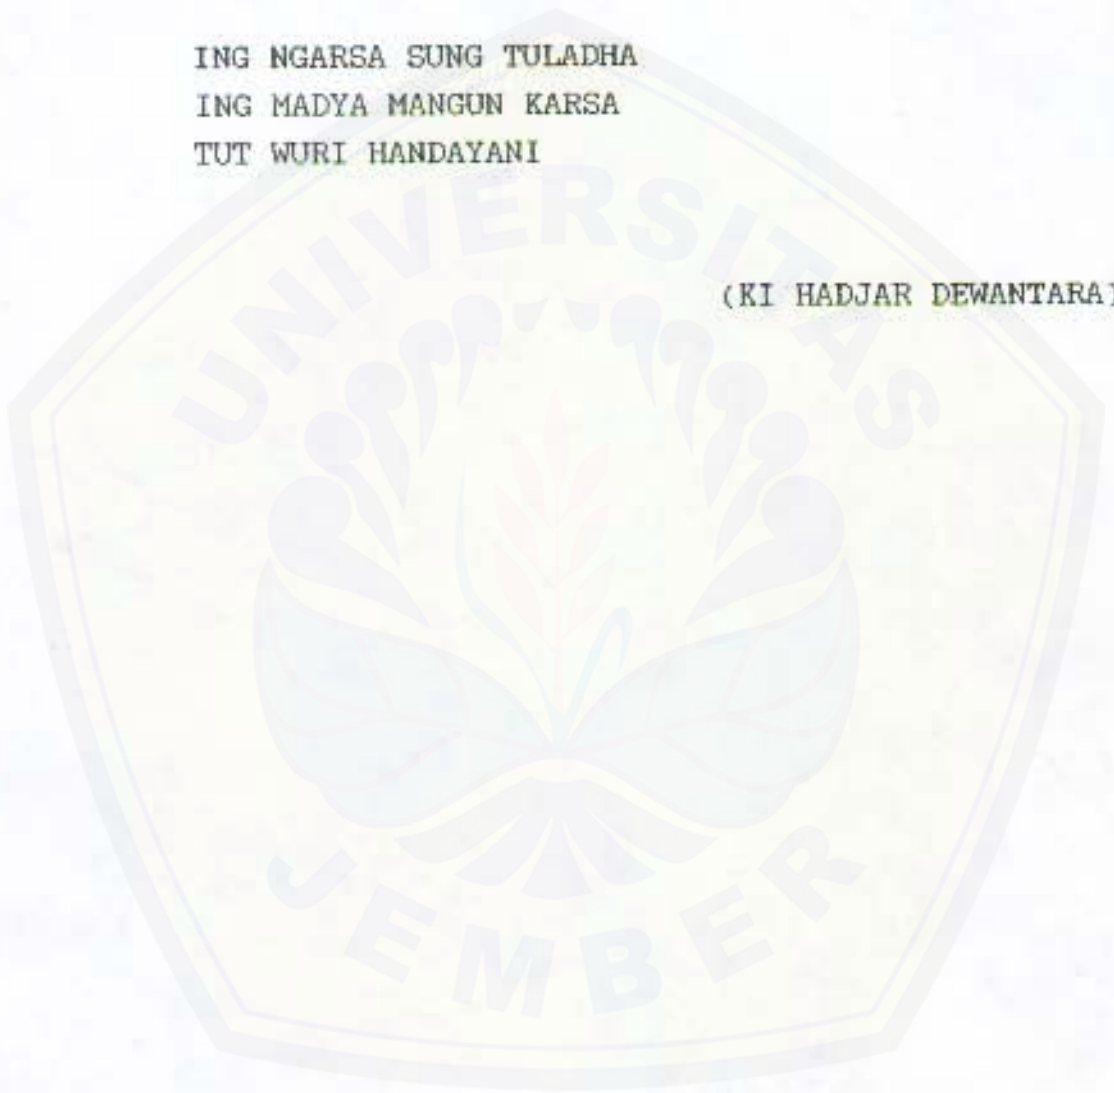 ING NGARSA SUNG TULADHA
ING MADYA MANGUN KARSA
TUT WURI HANDAYANI
(KI HADJAR DEWANTARA)
UNIVERSITAS
JEMBER